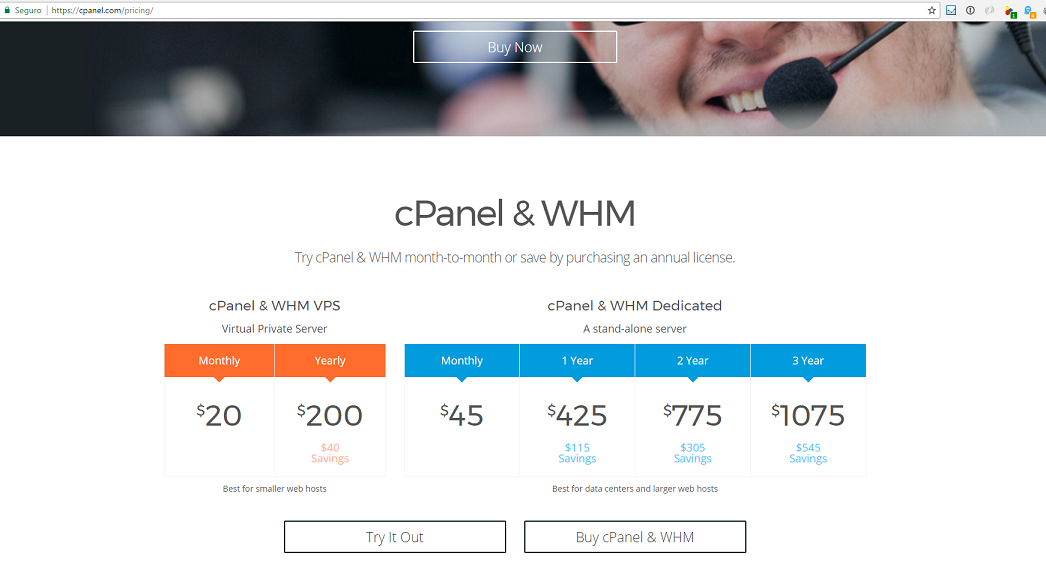 Seguro https://cpanel.com/pricing/
Buy Now
cPanel & WHM
Try cPanel & WHM month-to-month or save by purchasing an annual license.
cPanel & WHM VPS
Virtual Private Server
Monthly Yearly
$20 $200
$40
Savings
Best for smaller web hosts
cPanel & WHM Dedicated
A stand-alone server
Monthly 1 Year 2 Year 3 Year
$45 $425 $775 $1075
$115 $305 $545
Savings Savings Savings
Best for data centers and larger web hosts
Try It Out Buy cPanel & WHM